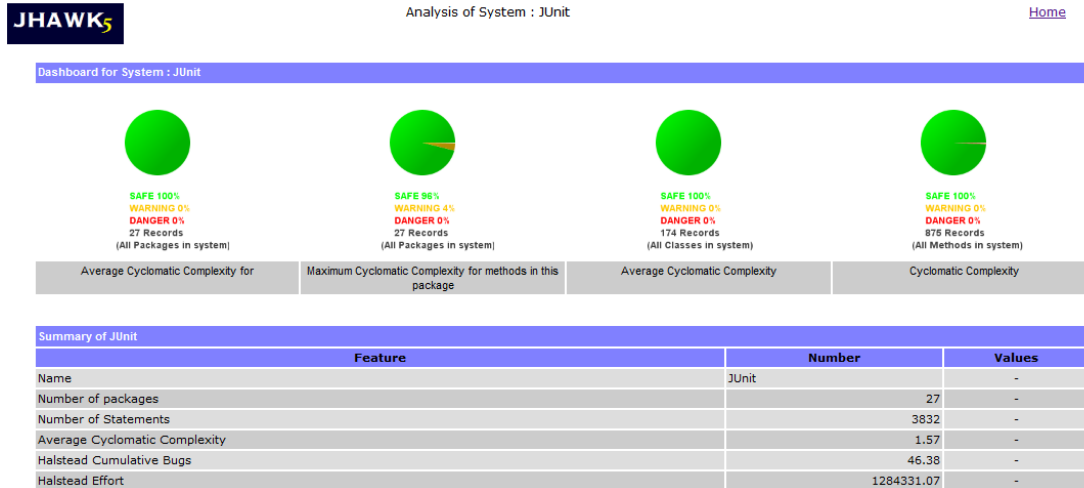 JHAWK5
Analysis of System : JUnit
Home
Dashboard for System : JUnit
SAFE 100%
WARNING 0%
DANGER 0%
27 Records
(All Packages in system)
SAFE 96%
WARNING 4%
DANGER 0%
27 Records
(All Packages in system)
SAFE 100%
WARNING 0%
DANGER 0%
174 Records
(All Classes in system)
SAFE 100%
WARNING 0%
DANGER 0%
875 Records
(All Methods in system)
Average Cyclomatic Complexity for
Maximum Cyclomatic Complexity for methods in this
package
Average Cyclomatic Complexity
Cyclomatic Complexity
Summary of JUnit
Feature Number Values
Name JUnit -
Number of packages 27 -
Number of Statements 3832 -
Average Cyclomatic Complexity 1.57 -
Halstead Cumulative Bugs 46.38 -
Halstead Effort 1284331.07 -